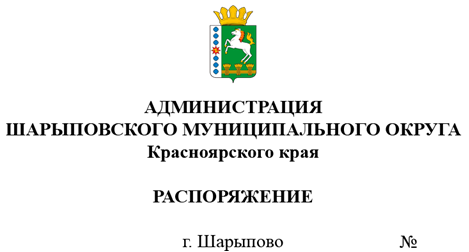 АДМИНИСТРАЦИЯ
ШАРЫПОВСКОГО МУНИЦИПАЛЬНОГО ОКРУГА
Красноярского края
РАСПОРЯЖЕНИЕ
г. Шарыпово №